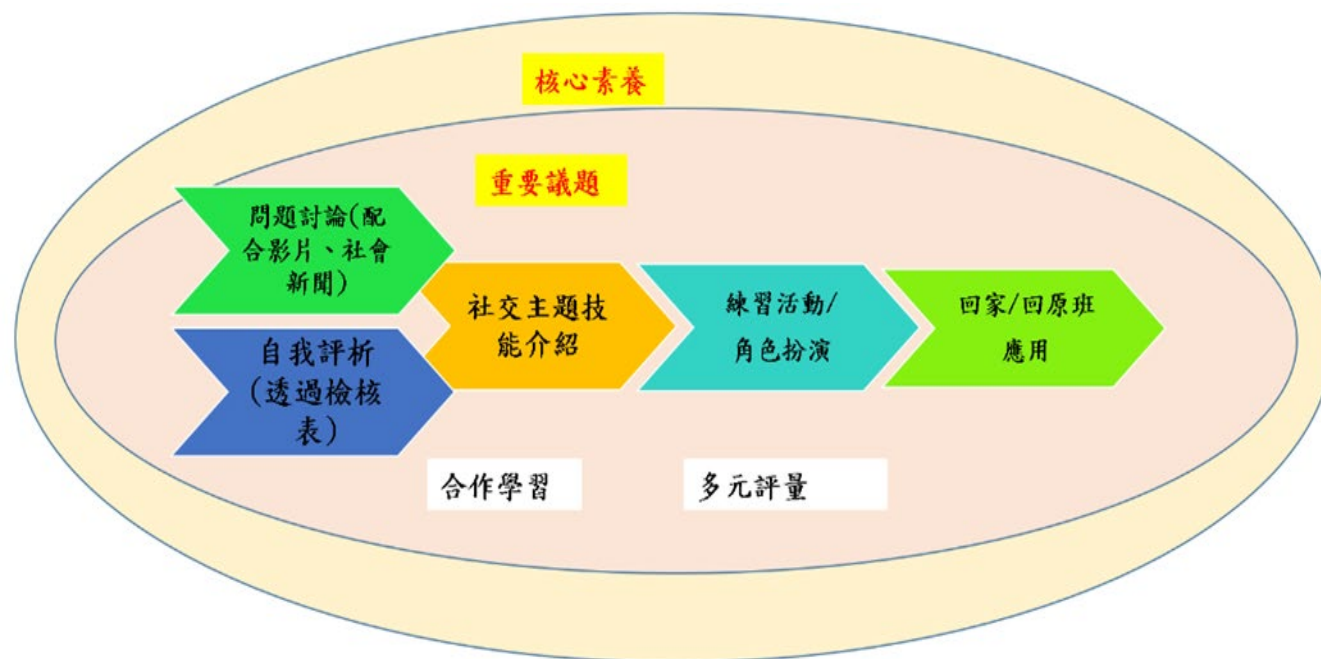 核心素養
重要議題
問題討論(配
合影片、社會
新聞)
自我評析
(透過檢核
表)
社交主題技
能介紹
練習活動/
角色扮演
回家/回原班
應用
合作學習
多元評量